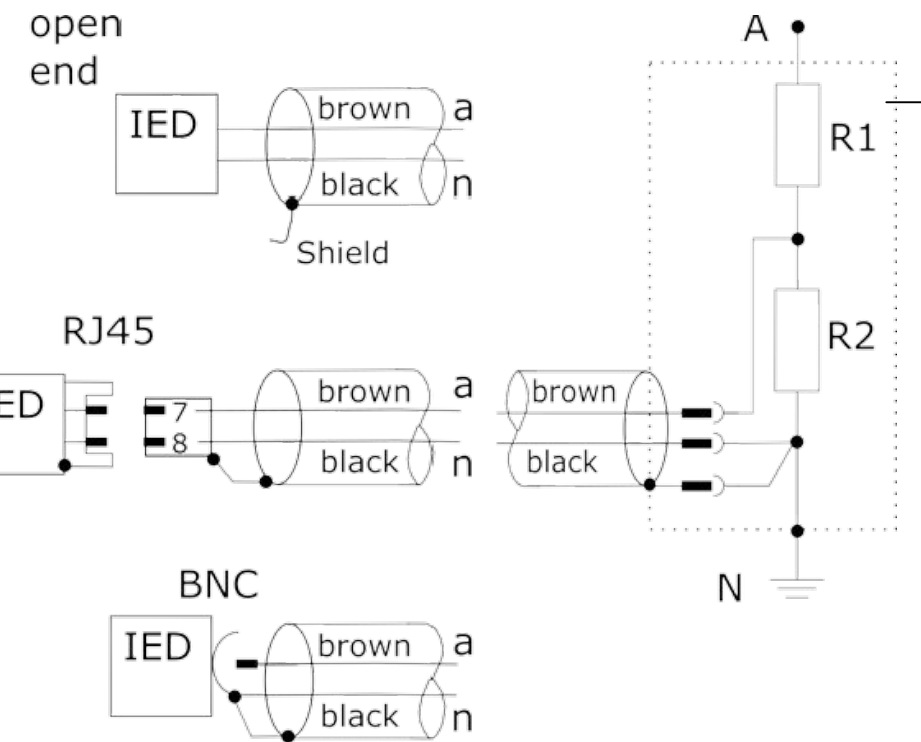 open
end
A
IED
brown
a
black
n
Shield
R1
RJ45
R2
ED
7
8
brown
a
black
n
brown
black
N
BNC
IED
brown
a
black
n